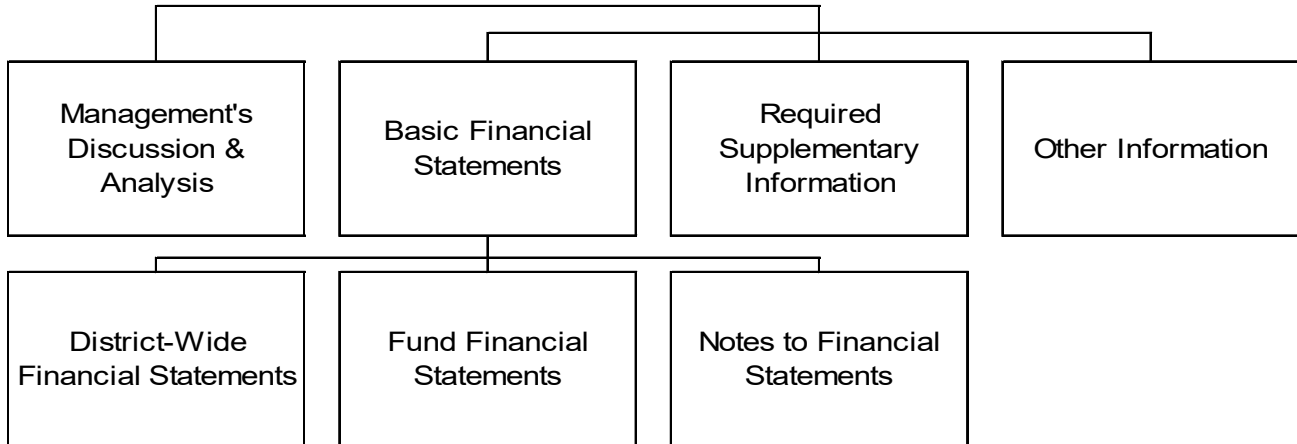 Management's
Discussion &
Analysis
Basic Financial
Statements
Required
Supplementary
Information
Other Information
District-Wide
Financial Statements
Fund Financial
Statements
Notes to Financial
Statements